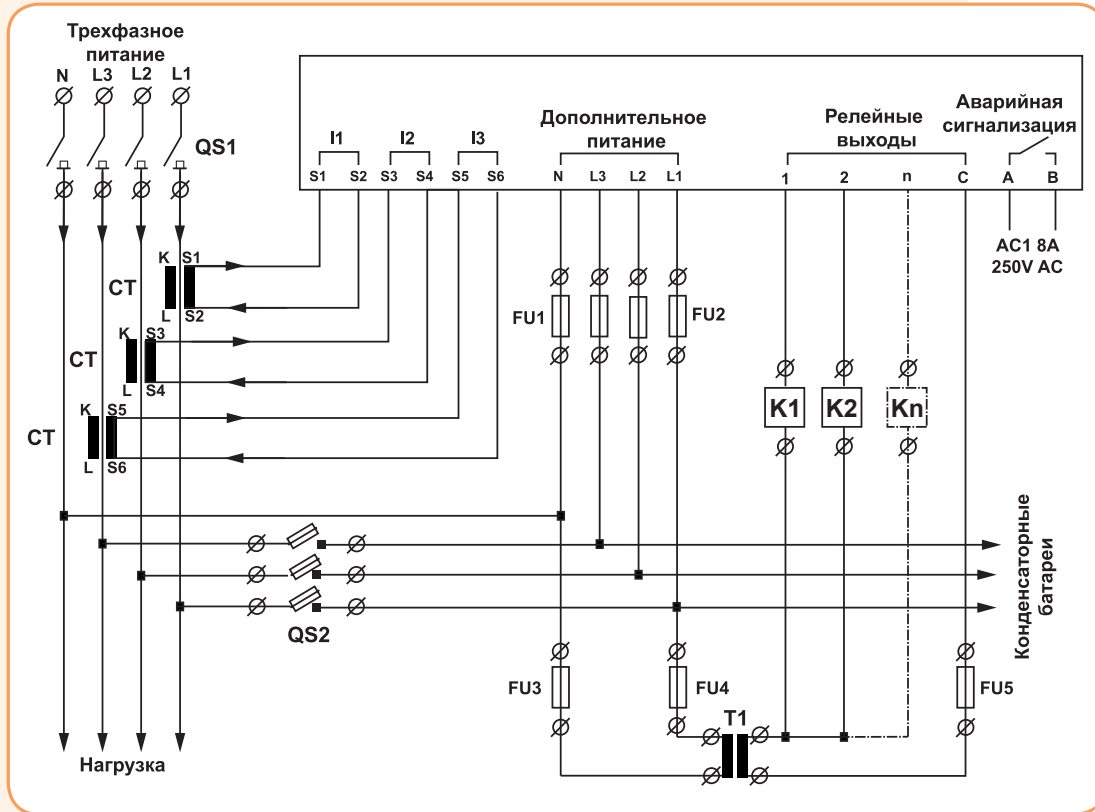 Трехфазное
питание
N L3 L2 L1
QS1
I1 I2 I3
S1 S2 S3 S4 S5 S6
Дополнительное
питание
N L3 L2 L1
Релейные
выходы
1 2 n C
Аварийная
сигнализация
A B
AC1 8A
250V AC
K S1
CT
L S2
K S3
CT
L S4
K S5
CT
L S6
FU1 FU2
K1 K2 Kn
QS2
Конденсаторные
батареи
FU3 FU4 FU5
T1
Нагрузка